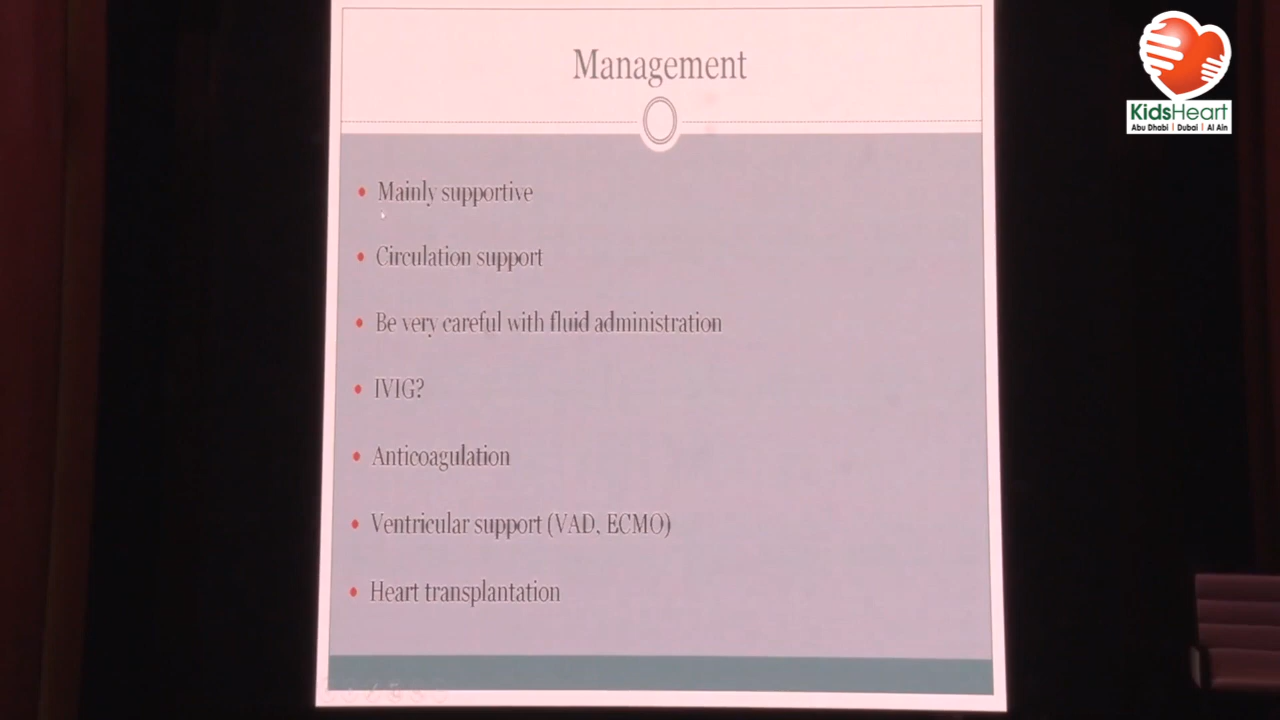 Management
• Mainly supportive
• Circulation support
• Be very careful with fluid administration
• IVIG?
• Anticoagulation
• Ventricular support (VAD, ECMO)
• Heart transplantation
KidsHeart
Abu Dhabi | Dubai | Al Ain